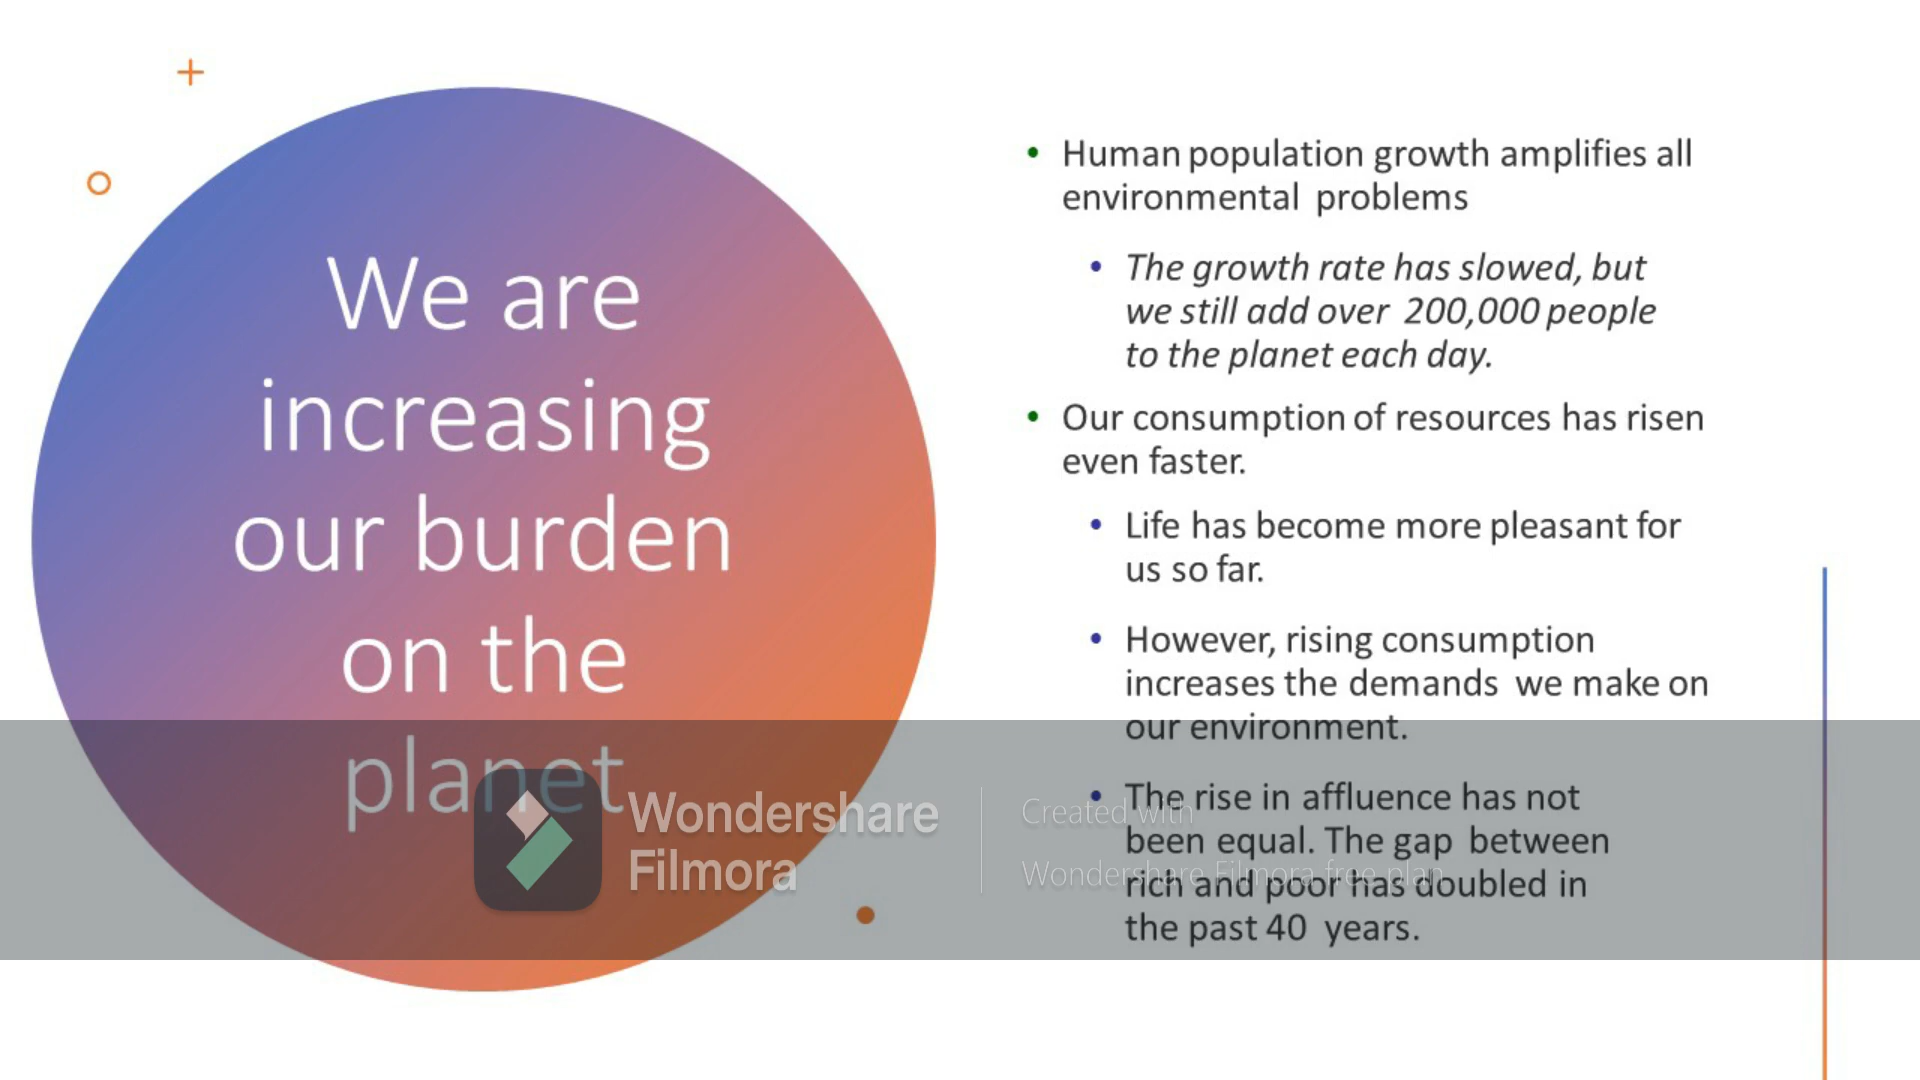 We are
increasing
our burden
on the
planet
Human population growth amplifies all
environmental problems
The growth rate has slowed, but
we still add over 200,000 people
to the planet each day.
Our consumption of resources has risen
even faster.
Life has become more pleasant for
us so far.
However, rising consumption
increases the demands we make on
our environment.
The rise in affluence has not
been equal. The gap between
rich and poor has doubled in
the past 40 years.
Wondershare
Filmora
Created with
Wondershare Filmora free plan